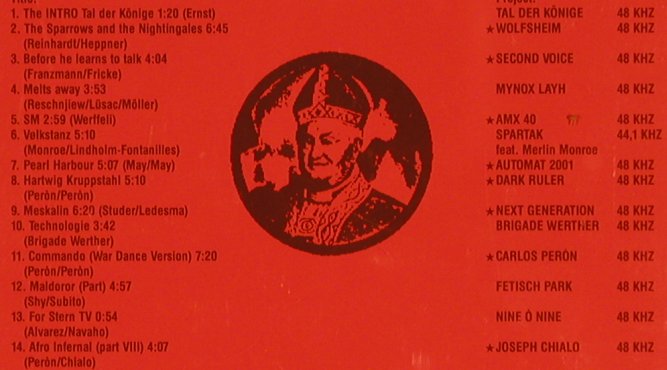 1. The INTRO Tal der Könige 1:20 (Ernst) TAL DER KÖNIGE 48 KHZ
2. The Sparrows and the Nightingales 6:45 ★WOLFSHEIM 48 KHZ
(Reinhardt/Heppner)
3. Before he learns to talk 4:04 ★SECOND VOICE 48 KHZ
(Franzmann/Fricke)
4. Melts away 3:53 MYNOX LAYH 48 KHZ
(Reschnjiew/Lüsac/Möller)
5. SM 2:59 (Werffeli) ★AMX 40 48 KHZ
6. Velkstanz 5:10 SPARTAK 44,1 KHZ
(Monroe/Lindholm-Fontanilles) feat. Merlin Monroe
7. Pearl Harbour 5:07 (May/May) ★AUTOMAT 2001 48 KHZ
8. Hartwig Kruppstahl 5:10 ★DARK RULER 48 KHZ
(Peròn/Peròn)
9. Meskalin 6:20 (Studer/Ledesma) ★NEXT GENERATION 48 KHZ
10. Technologie 3:42 BRIGADE WERTHER 48 KHZ
(Brigade Werther)
11. Commando (War Dance Version) 7:20 ★CARLOS PERÓN 48 KHZ
(Perón/Perón)
12. Maldoror (Part) 4:57 FETISCH PARK 48 KHZ
(Shy/Subito)
13. For Stern TV 0:54 NINE Ò NINE 48 KHZ
(Alvarez/Navaho)
14. Afro Infernal (part VIII) 4:07 ★JOSEPH CHIALO 48 KHZ
(Peròn/Chialo)